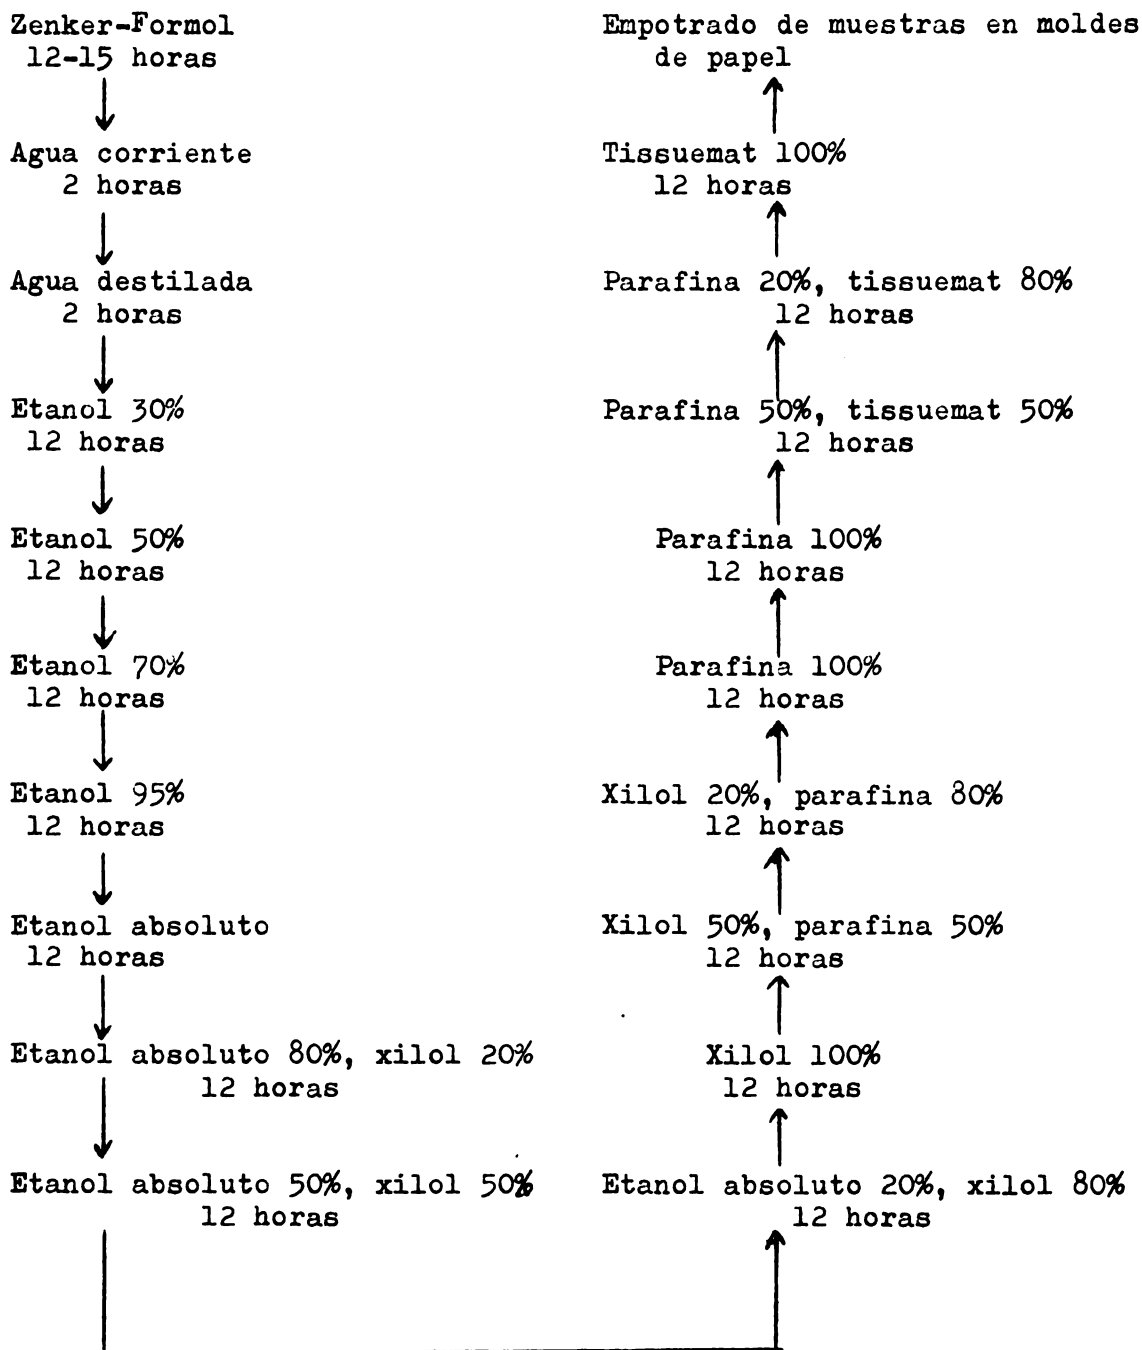 Zenker-Formol
12-15 horas
Agua corriente
2 horas
Agua destilada
2 horas
Etanol 30%
12 horas
Etanol 50%
12 horas
Etanol 70%
12 horas
Etanol 95%
12 horas
Etanol absoluto
12 horas
Etanol absoluto 80%, xilol 20%
12 horas
Etanol absoluto 50%, xilol 50%
12 horas
Etanol absoluto 20%, xilol 80%
12 horas
Xilol 100%
12 horas
Xilol 50%, parafina 50%
12 horas
Xilol 20%, parafina 80%
12 horas
Parafina 100%
12 horas
Parafina 100%
12 horas
Parafina 50%, tissuemat 50%
12 horas
Parafina 20%, tissuemat 80%
12 horas
Tissuemat 100%
12 horas
Empotrado de muestras en moldes
de papel